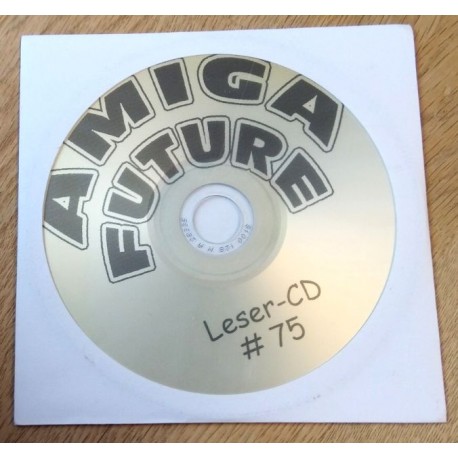 AMIGA
FUTURE
Leser-CD
# 75